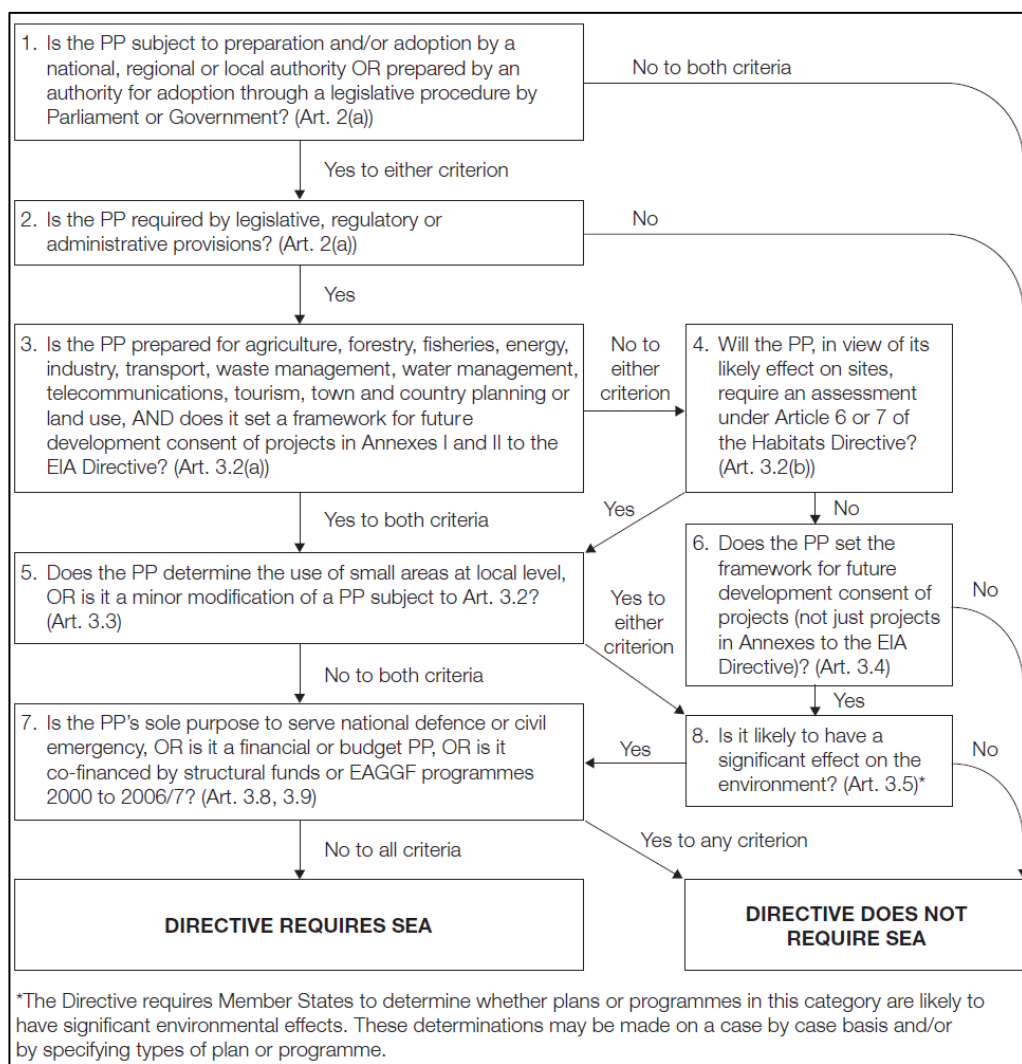 1. Is the PP subject to preparation and/or adoption by a
national, regional or local authority OR prepared by an
authority for adoption through a legislative procedure by
Parliament or Government? (Art. 2(a))
No to both criteria
Yes to either criterion
2. Is the PP required by legislative, regulatory or
administrative provisions? (Art. 2(a))
No
Yes
3. Is the PP prepared for agriculture, forestry, fisheries, energy,
industry, transport, waste management, water management,
telecommunications, tourism, town and country planning or
land use, AND does it set a framework for future
development consent of projects in Annexes I and II to the
EIA Directive? (Art. 3.2(a))
No to
either
criterion
4. Will the PP, in view of its
likely effect on sites,
require an assessment
under Article 6 or 7 of
the Habitats Directive?
(Art. 3.2(b))
Yes to both criteria
Yes
No
5. Does the PP determine the use of small areas at local level,
OR is it a minor modification of a PP subject to Art. 3.2?
(Art. 3.3)
Yes to
either
criterion
6. Does the PP set the
framework for future
development consent of
projects (not just projects
in Annexes to the EIA
Directive)? (Art. 3.4)
No
No to both criteria
Yes
7. Is the PP's sole purpose to serve national defence or civil
emergency, OR is it a financial or budget PP, OR is it
co-financed by structural funds or EAGGF programmes
2000 to 2006/7? (Art. 3.8, 3.9)
Yes
8. Is it likely to have a
significant effect on the
environment? (Art. 3.5)*
No
No to all criteria
Yes to any criterion
DIRECTIVE REQUIRES SEA
DIRECTIVE DOES NOT
REQUIRE SEA
*The Directive requires Member States to determine whether plans or programmes in this category are likely to
have significant environmental effects. These determinations may be made on a case by case basis and/or
by specifying types of plan or programme.